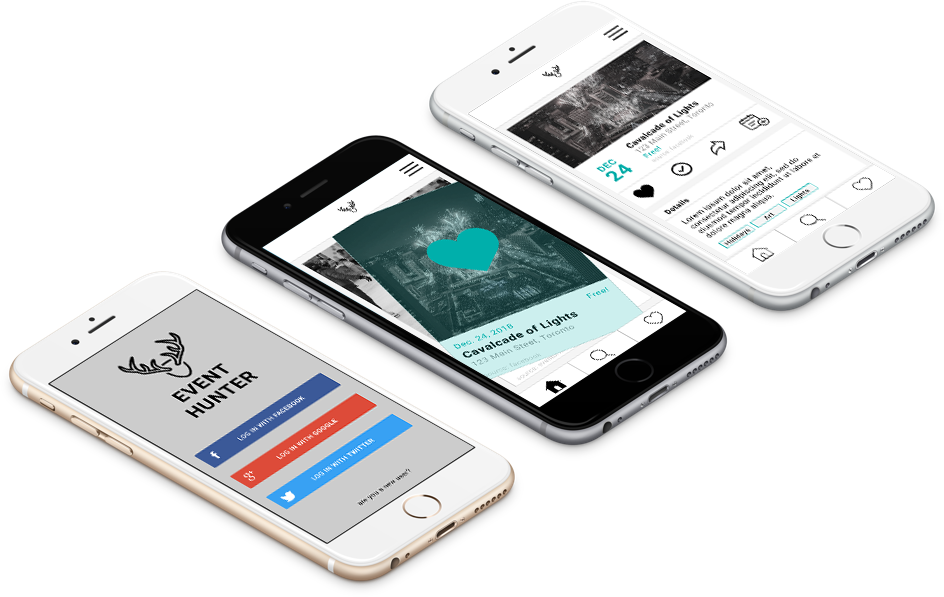 EVENT
HUNTER
LOG IN WITH FACEBOOK
LOG IN WITH GOOGLE
LOG IN WITH TWITTER
are you a new user?
Free!
Dec. 24, 2018
Cavalcade of Lights
123 Main Steet, Toronto
Cavalcade of Lights
123 Main Street, Toronto
Free!
DEC
24
Details
Lorem ipsum dolor sit amet,
consectetur adipiscing elit, sed do
eiusmod tempor incididunt ut labore et
dolore magna aliqua.
Holidays
Art
Lights